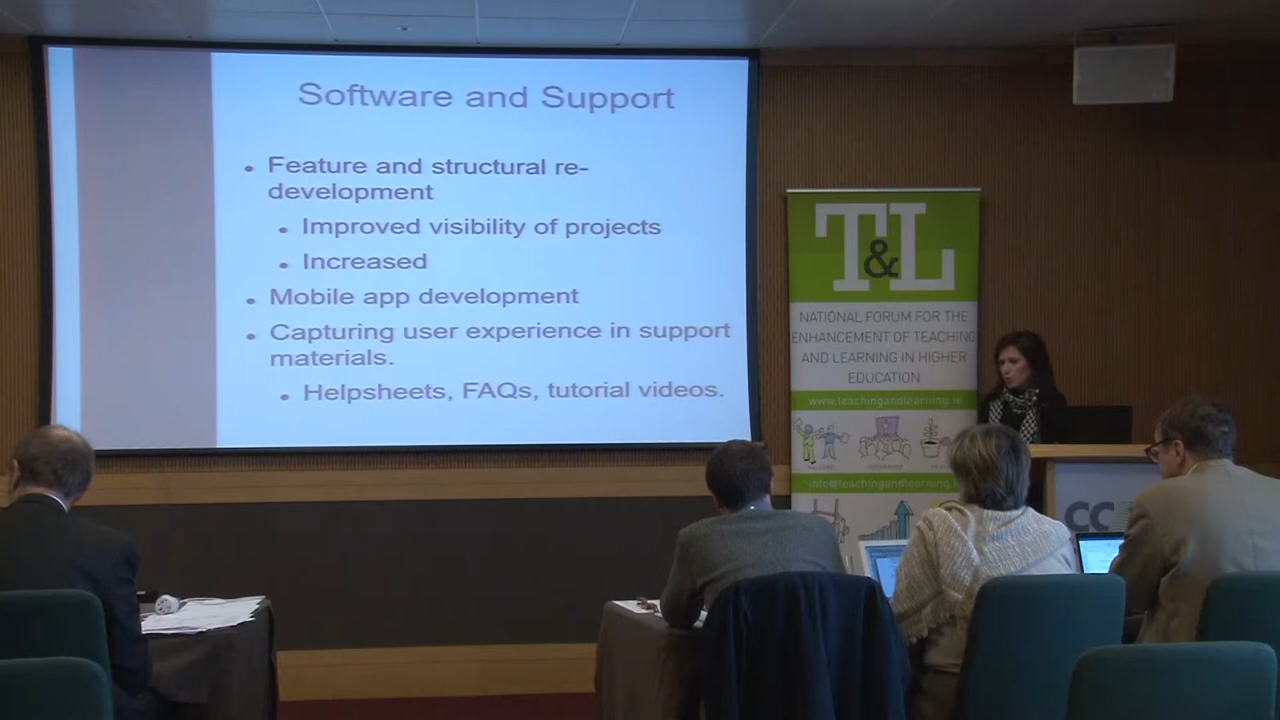 Software and Support
• Feature and structural re-
development
• Improved visibility of projects
• Increased
• Mobile app development
• Capturing user experience in support
materials.
• Helpsheets, FAQs, tutorial videos.
T&L
NATIONAL FORUM FOR THE
ENHANCEMENT OF TEACHING
AND LEARNING IN HIGHER
EDUCATION
www.teachingandlearning.ie
info@teachingandlearning.
CC